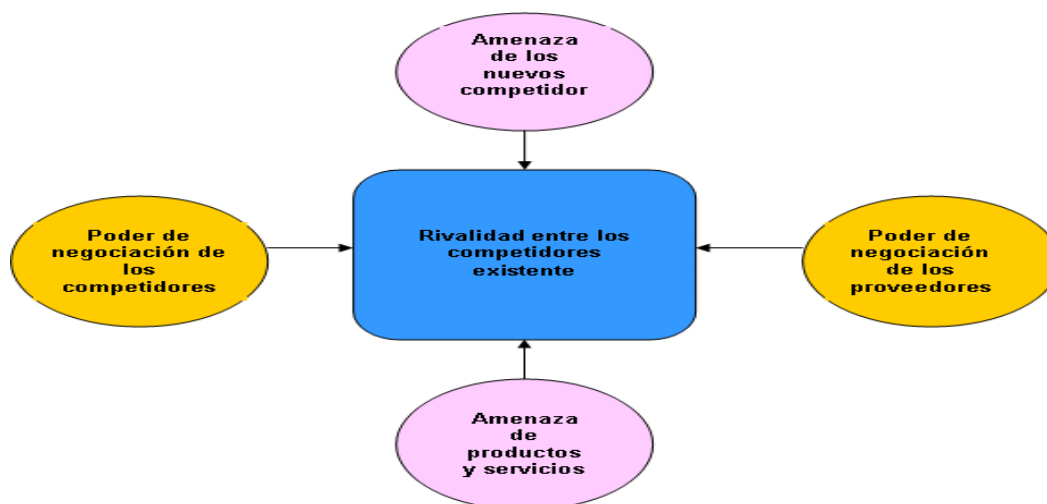 Amenaza
de los
nuevos
competidor
Poder de
negociación de
los
competidores
Rivalidad entre los
competidores
existente
Poder de
negociación
de los
proveedores
Amenaza
de
productos
y servicios